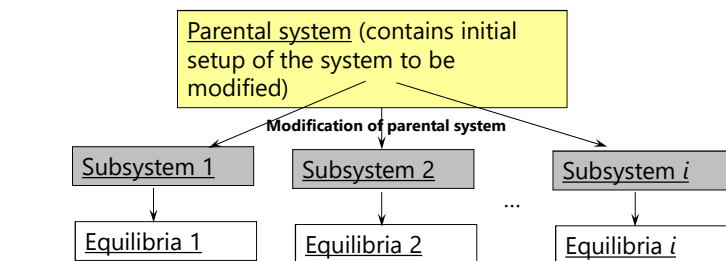 Parental system (contains initial
setup of the system to be
modified)
Modification of parental system
Subsystem 1
Subsystem 2
Subsystem i
...
Equilibria 1
Equilibria 2
Equilibria i